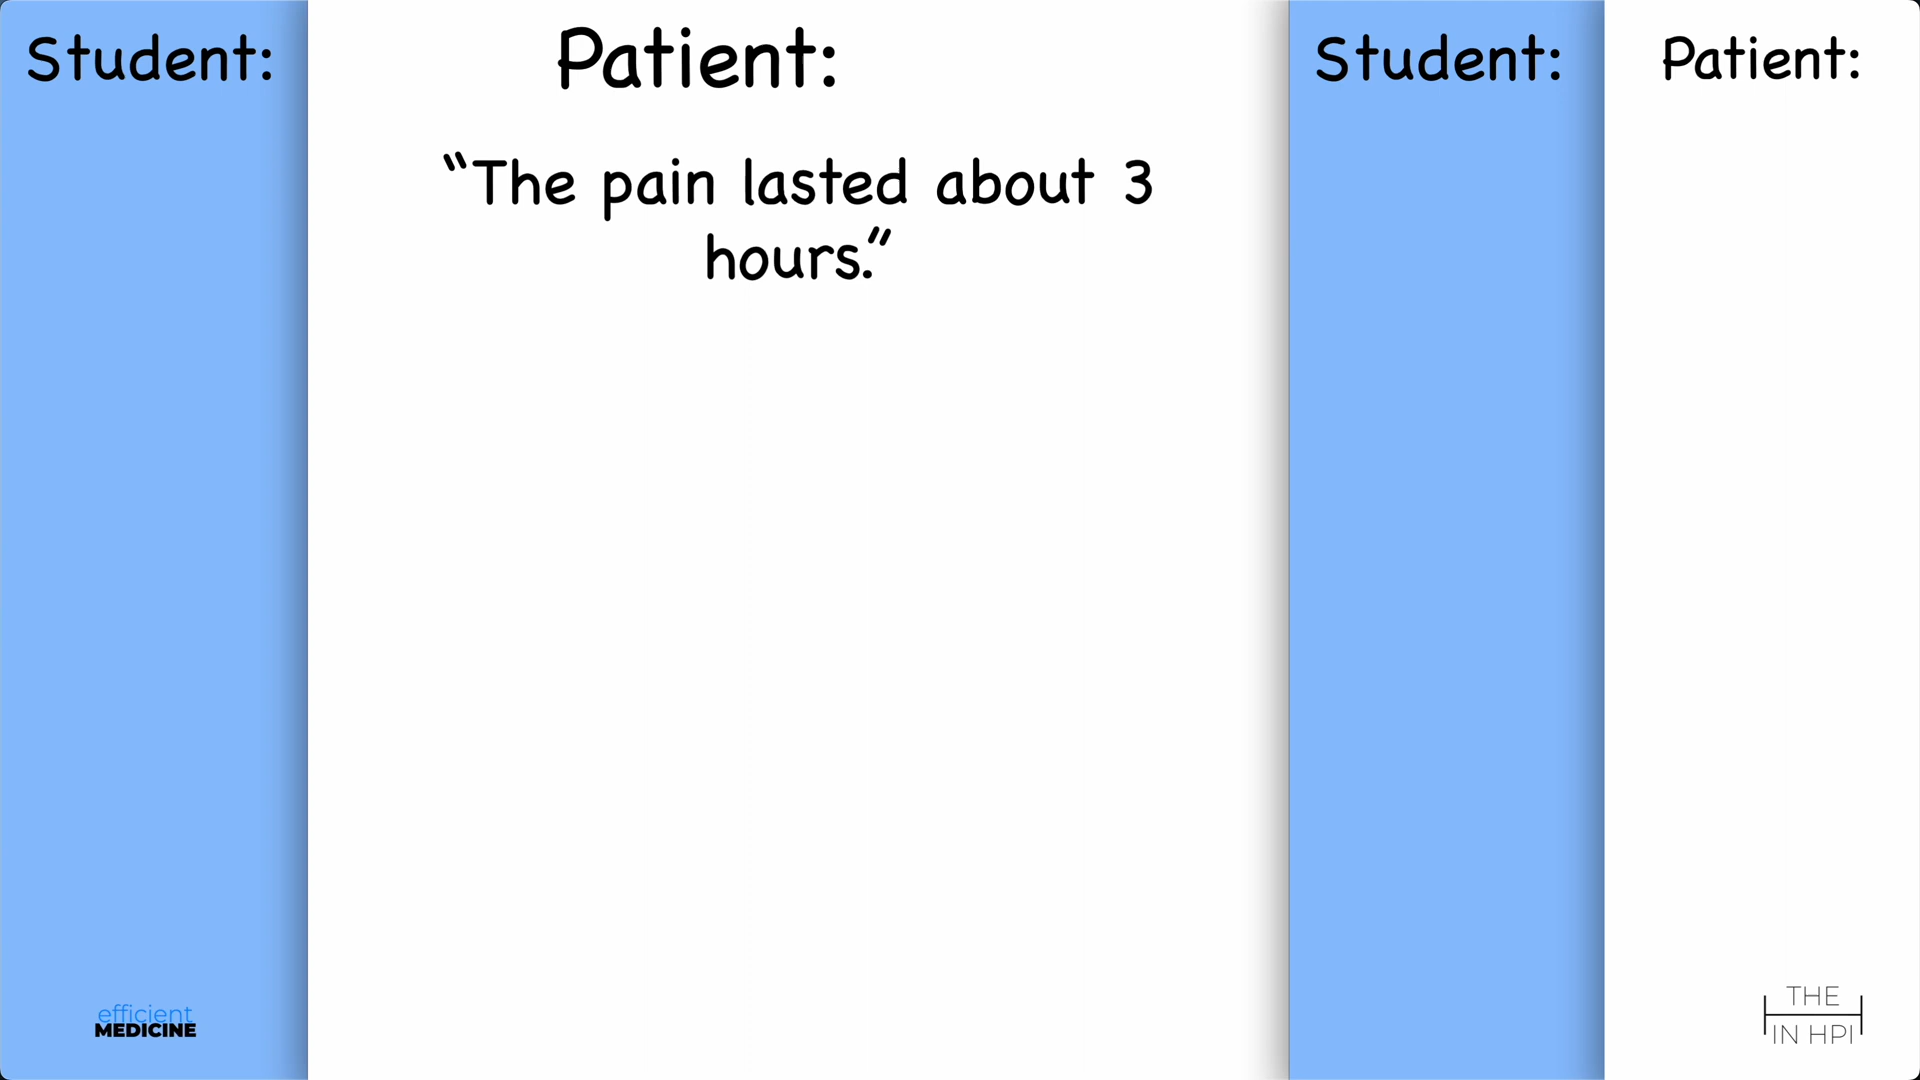 Student:
Patient:
“The pain lasted about 3
hours.”
Student:
Patient:
efficient
MEDICINE
THE
IN HPI